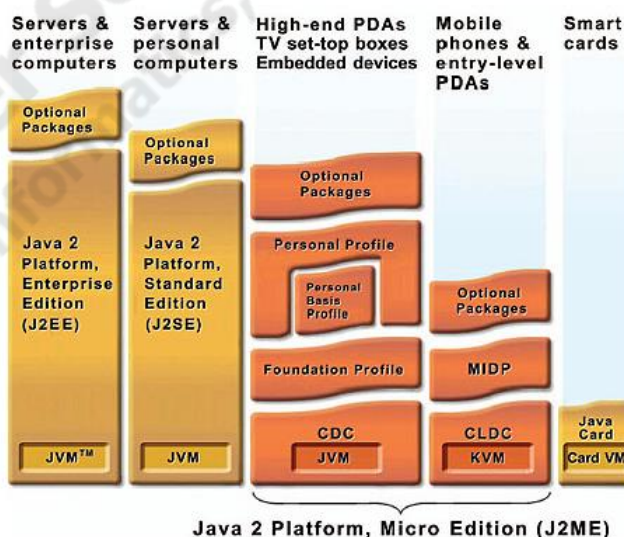 Servers &
enterprise
computers
Servers &
personal
computers
High-end PDAs
TV set-top boxes
Embedded devices
Mobile
phones &
entry-level
PDAs
Smart
cards
Optional
Packages
Java 2
Platform,
Enterprise
Edition
(J2EE)
JVM™
Optional
Packages
Java 2
Platform,
Standard
Edition
(J2SE)
JVM
Optional
Packages
Personal Profile
Personal
Basis
Profile
Foundation Profile
CDC
JVM
Optional
Packages
MIDP
CLDC
KVM
Java
Card
Card VM
Java 2 Platform, Micro Edition (J2ME)